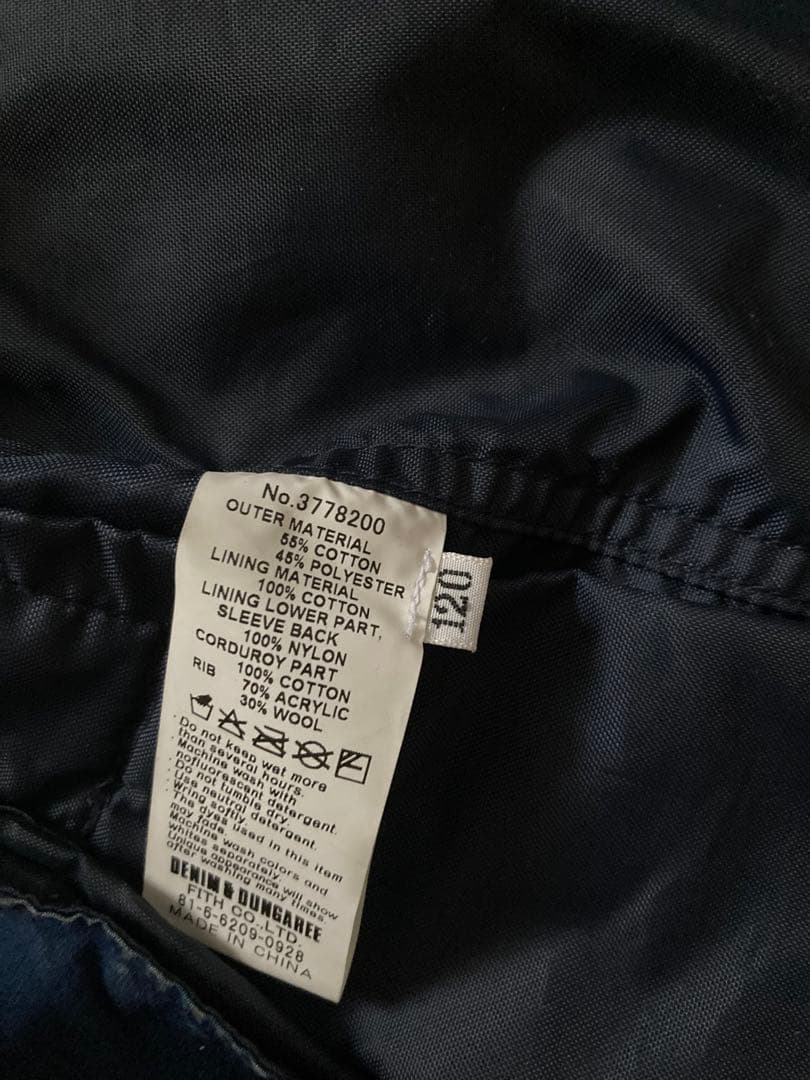 No.3778200
OUTER MATERIAL
55% COTTON
45% POLYESTER
LINING MATERIAL
100% COTTON
LINING LOWER PART,
SLEEVE BACK
100% NYLON
CORDUROY PART
100% COTTON
RIB 70% ACRYLIC
30% WOOL
· Do not keep wet more
than several hours.
· Machine wash with
nofluorescent detergent.
· Do not tumble dry.
· Use neutral detergent.
· Wring softly.
· The dyes used in this item
may fade.
Machine wash colors and
whites separately.
Unique appearance will show
after washing many times.
DENIM & DUNGAREE
FITH CO.,LTD.
81-6-6209-0928
MADE IN CHINA
120